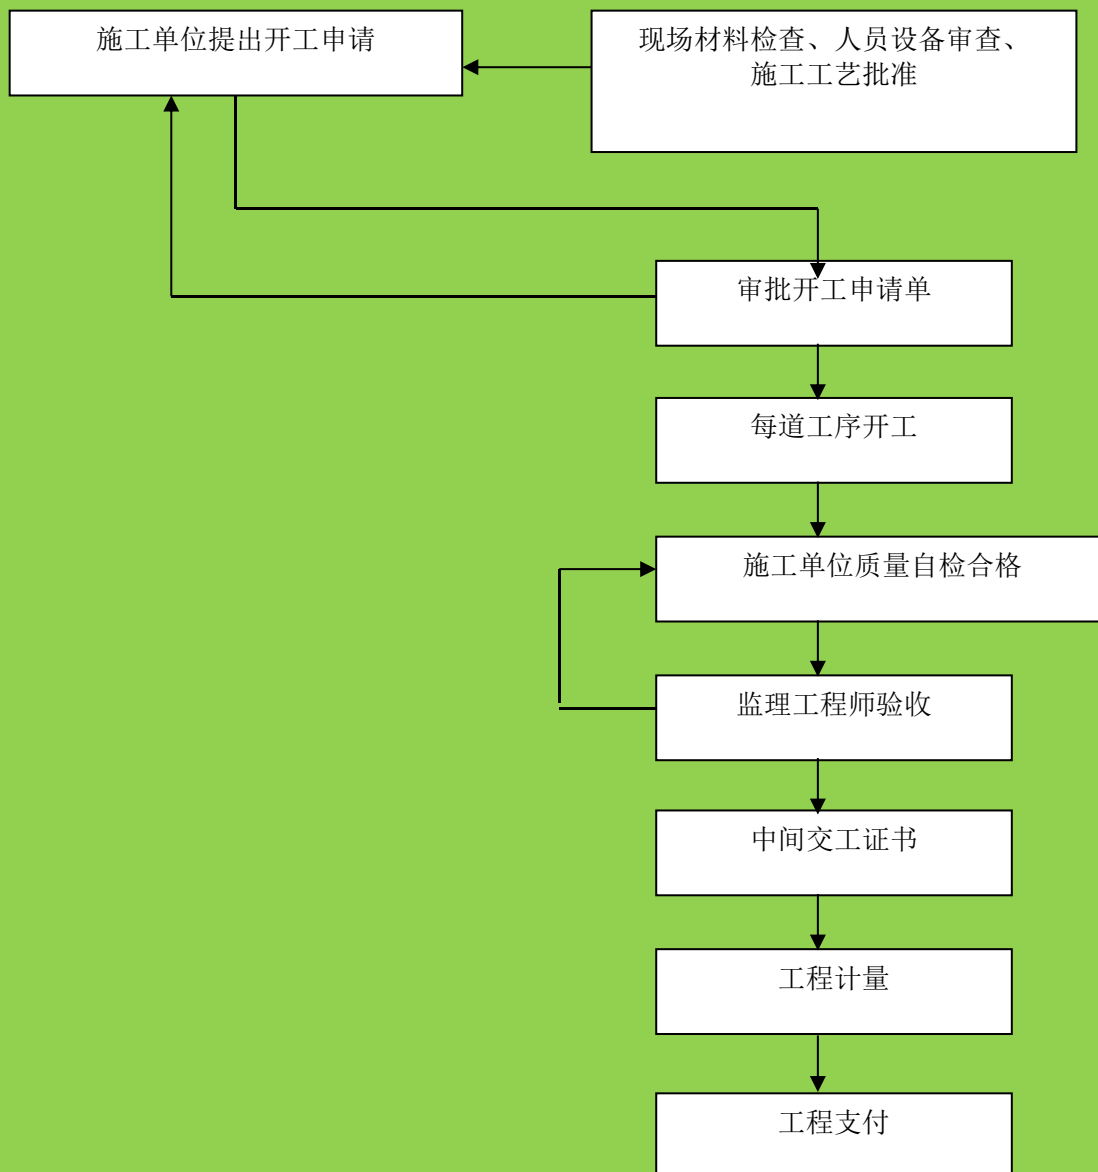 施工单位提出开工申请
现场材料检查、人员设备审查、
施工工艺批准
审批开工申请单
每道工序开工
施工单位质量自检合格
监理工程师验收
中间交工证书
工程计量
工程支付